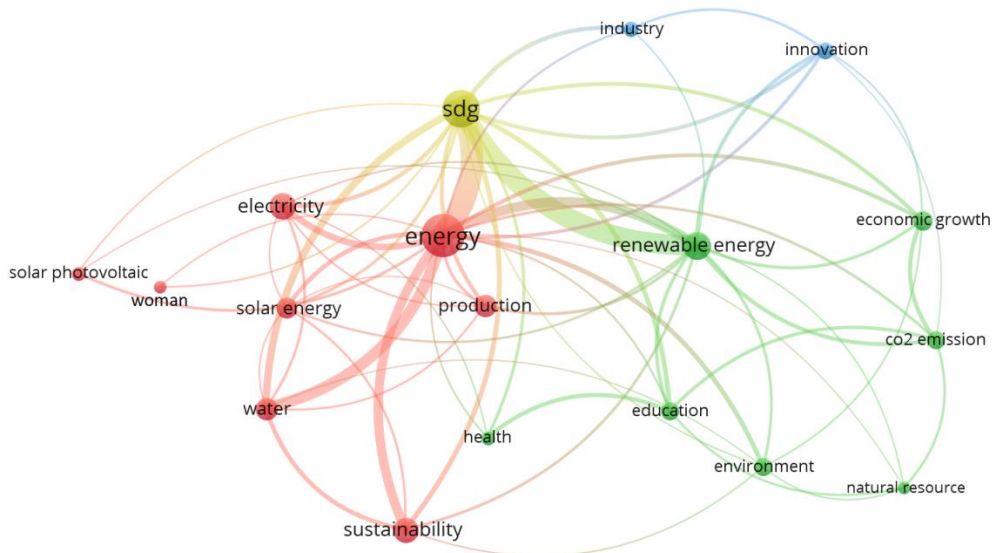 industry
innovation
sdg
electricity
economic growth
energy
renewable energy
solar photovoltaic
woman
solar energy
production
co2 emission
water
education
health
environment
natural resource
sustainability